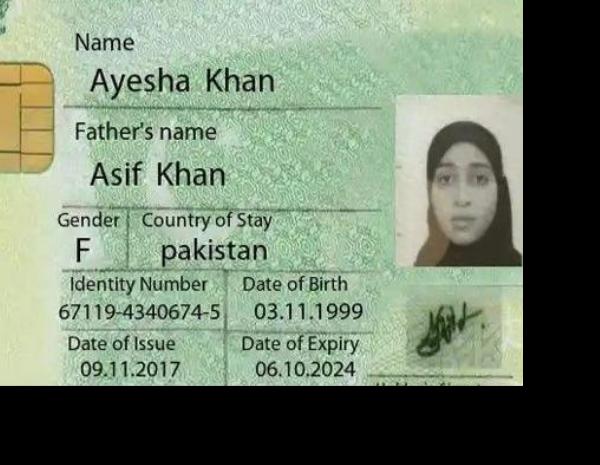 Name
Ayesha Khan
Father's name
Asif Khan
Gender Country of Stay
F pakistan
Identity Number Date of Birth
67119-4340674-5 03.11.1999
Date of Issue Date of Expiry
09.11.2017 06.10.2024